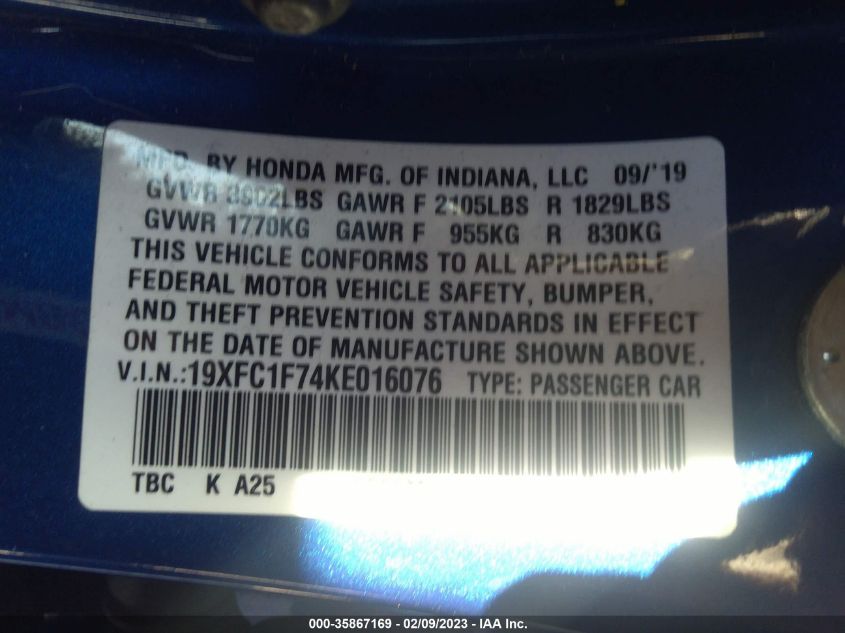 MFD. BY HONDA MFG. OF INDIANA, LLC 09/'19
GVWR 3902LBS GAWR F 2105LBS R 1829LBS
GVWR 1770KG GAWR F 955KG R 830KG
THIS VEHICLE CONFORMS TO ALL APPLICABLE
FEDERAL MOTOR VEHICLE SAFETY, BUMPER,
AND THEFT PREVENTION STANDARDS IN EFFECT
ON THE DATE OF MANUFACTURE SHOWN ABOVE.
V.I.N.:19XFC1F74KE016076 TYPE: PASSENGER CAR
TBC K A25
000-35867169 / 02/09/2023 - IAA Inc.